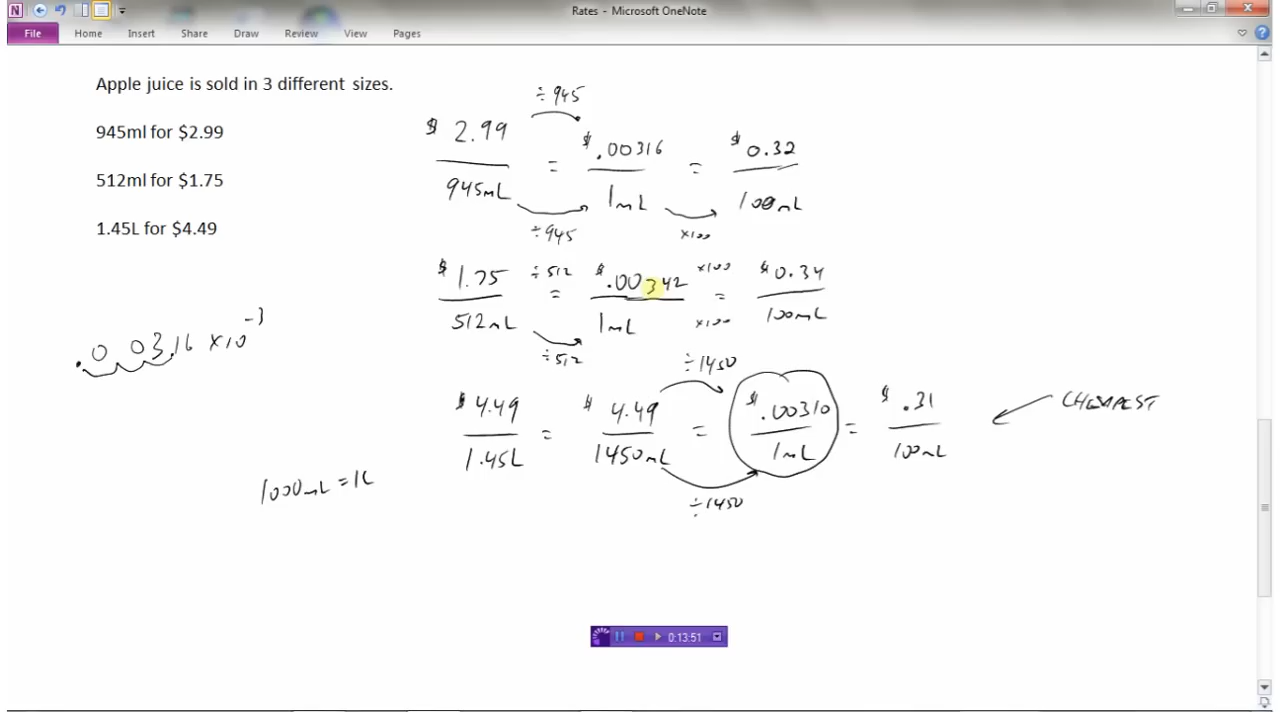 Rates - Microsoft OneNote
File Home Insert Share Draw Review View Pages
Apple juice is sold in 3 different sizes.
945ml for $2.99
512ml for $1.75
1.45L for $4.49
÷945
$2.99 / 945mL = $.00316 / 1mL = $0.32 / 100mL
÷945 ×100
÷512 ×100
$1.75 / 512mL = $.00342 / 1mL = $0.34 / 100mL
÷512 ×100
.0 03.16 ×10^-3
÷1450
$4.49 / 1.45L = $4.49 / 1450mL = $.00310 / 1mL = $.31 / 100mL
CHEAPEST
÷1450
1000mL = 1L
0:13:51